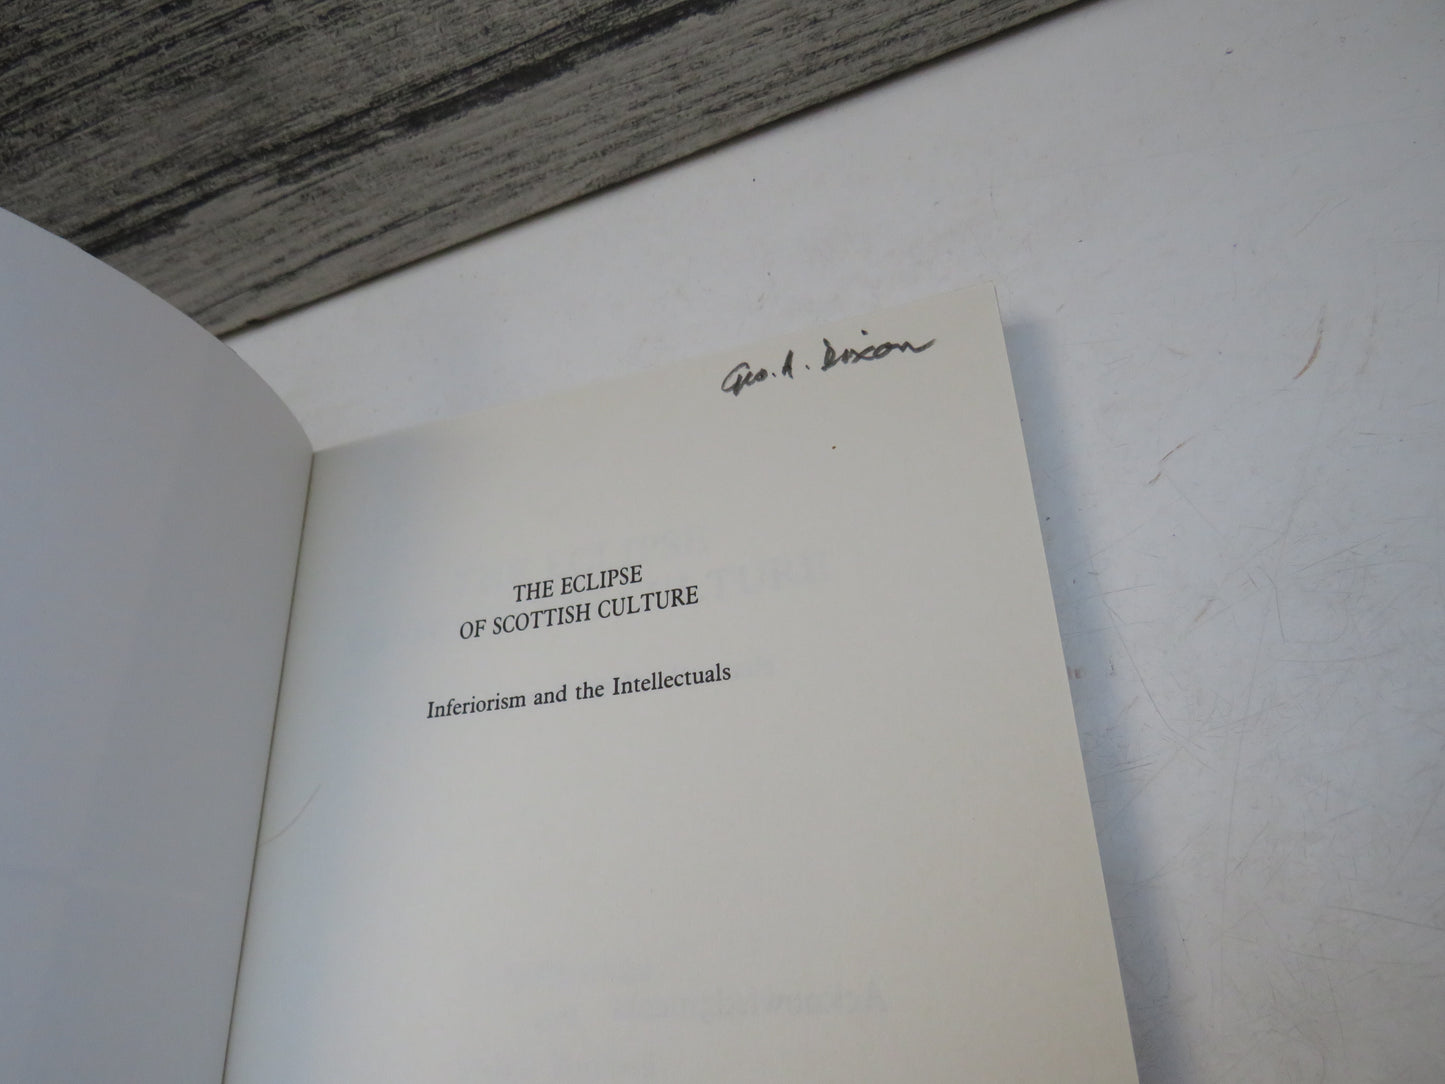 Geo. A. Dixon
THE ECLIPSE
OF SCOTTISH CULTURE
Inferiorism and the Intellectuals